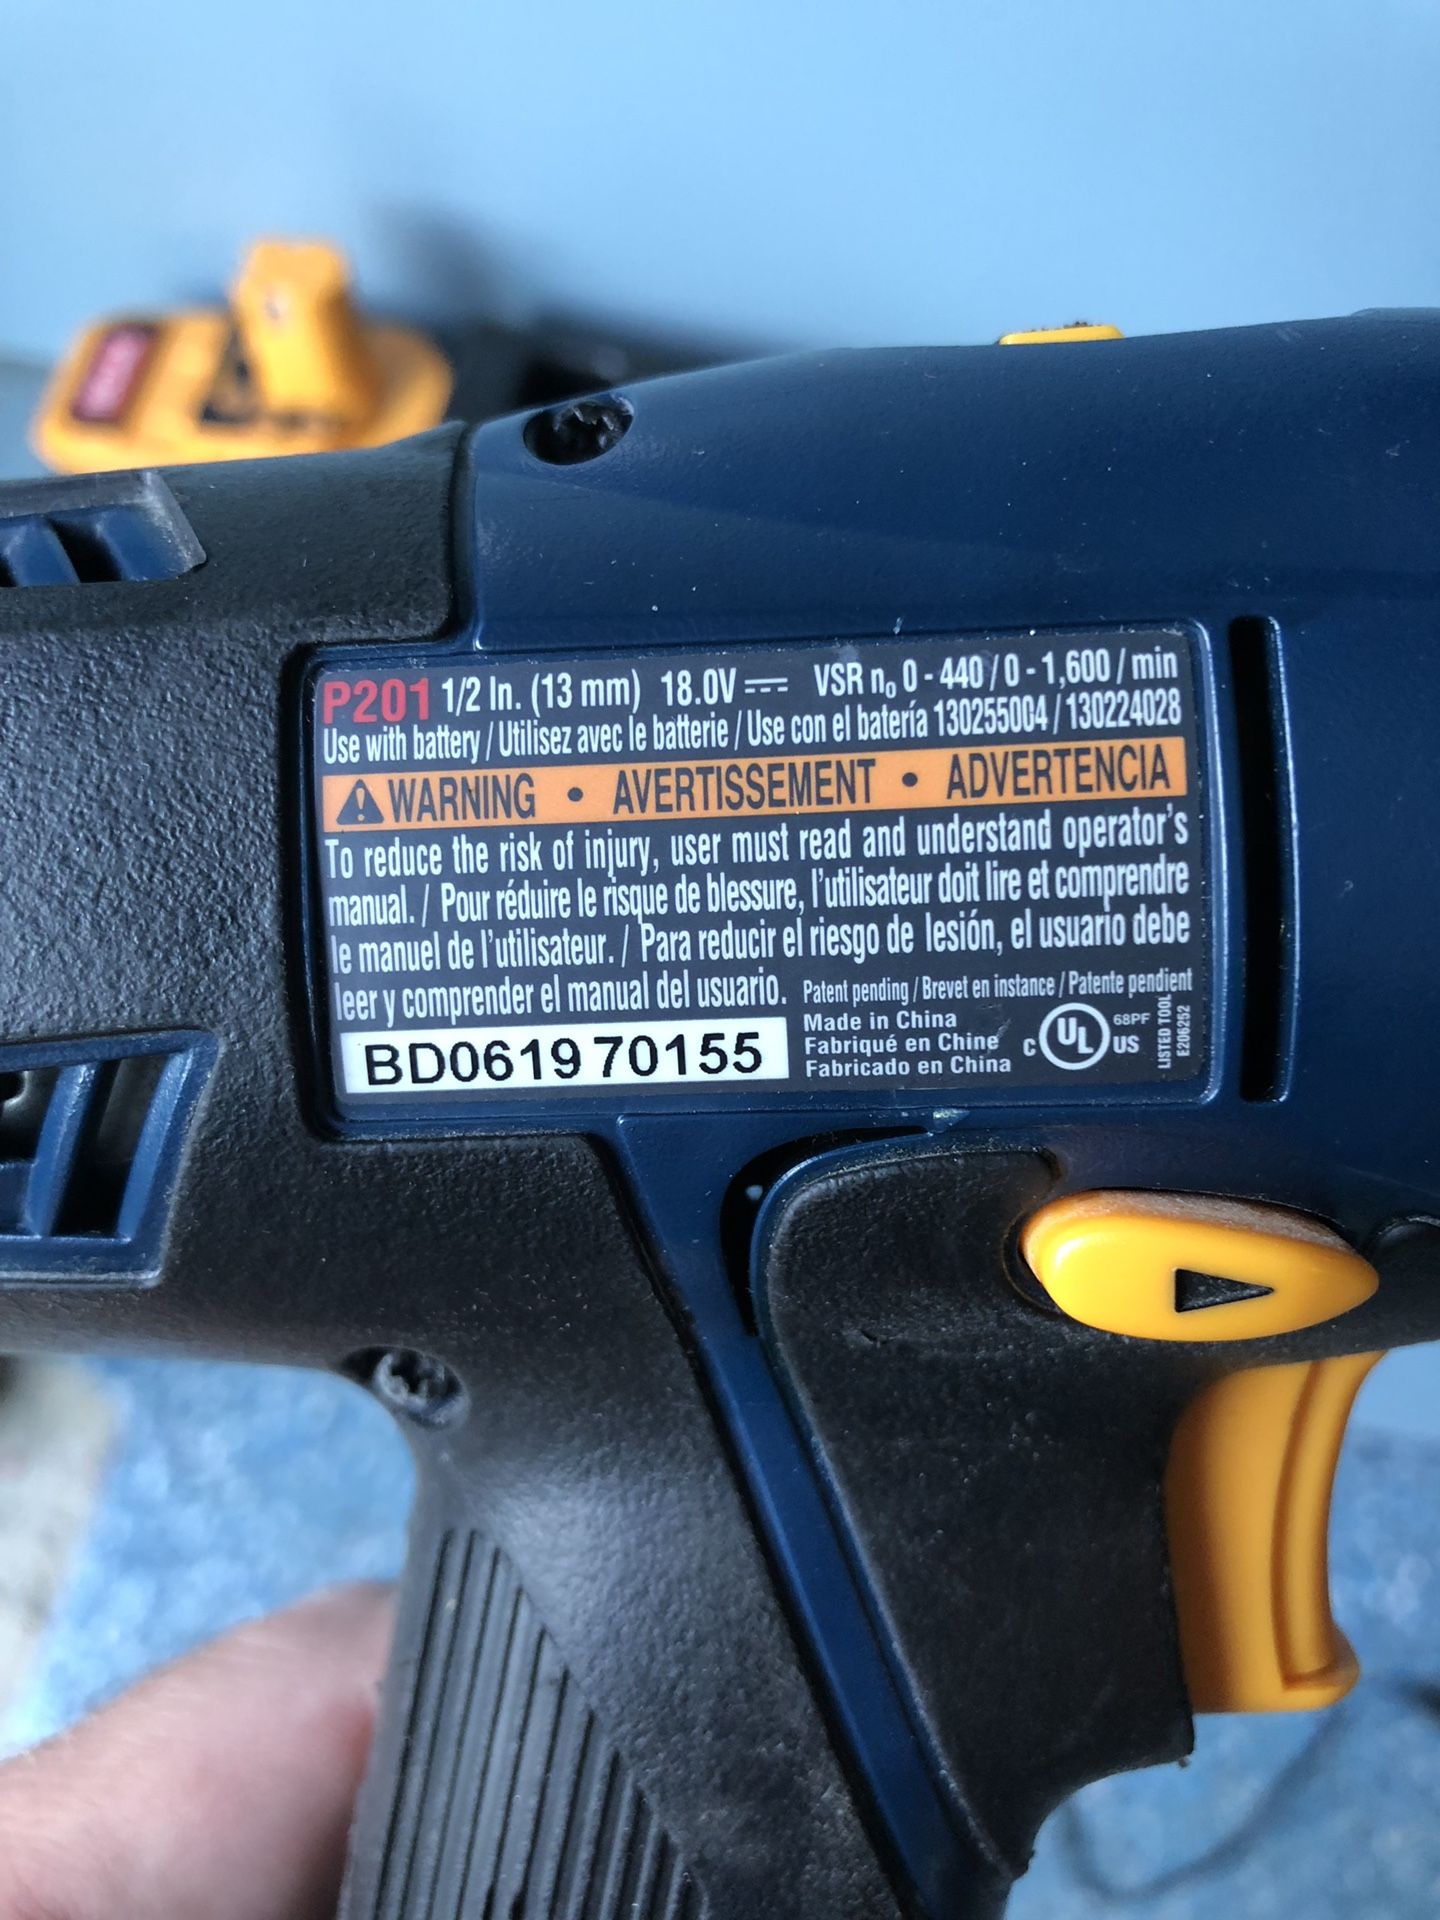 P201 1/2 In. (13 mm) 18.0V VSR no 0 - 440 / 0 - 1,600 / min
Use with battery / Utilisez avec le batterie / Use con el batería 130255004 / 130224028
WARNING • AVERTISSEMENT • ADVERTENCIA
To reduce the risk of injury, user must read and understand operator's
manual. / Pour réduire le risque de blessure, l'utilisateur doit lire et comprendre
le manuel de l'utilisateur. / Para reducir el riesgo de lesión, el usuario debe
leer y comprender el manual del usuario.
Patent pending / Brevet en instance / Patente pendient
BD0619 70155
Made in China
Fabriqué en Chine
Fabricado en China
C UL US
68PF
LISTED TOOL
E206252